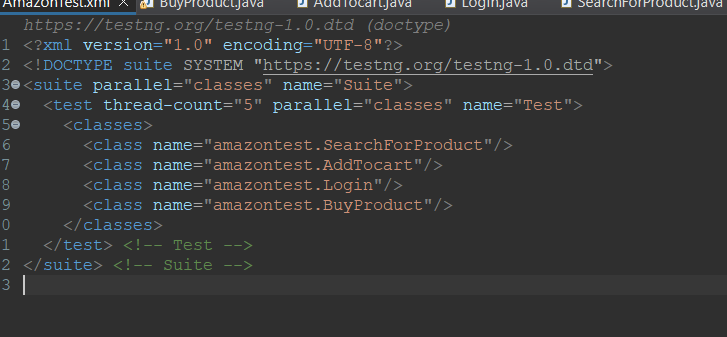 AmazonTest.xml X BuyProduct.java AddTocart.java Login.java SearchForProduct.java
https://testng.org/testng-1.0.dtd (doctype)
1 <?xml version="1.0" encoding="UTF-8"?>
2 <!DOCTYPE suite SYSTEM "https://testng.org/testng-1.0.dtd">
3 <suite parallel="classes" name="Suite">
4 <test thread-count="5" parallel="classes" name="Test">
5 <classes>
6 <class name="amazontest.SearchForProduct"/>
7 <class name="amazontest.AddTocart"/>
8 <class name="amazontest.Login"/>
9 <class name="amazontest.BuyProduct"/>
0 </classes>
1 </test> <!-- Test -->
2 </suite> <!-- Suite -->
3